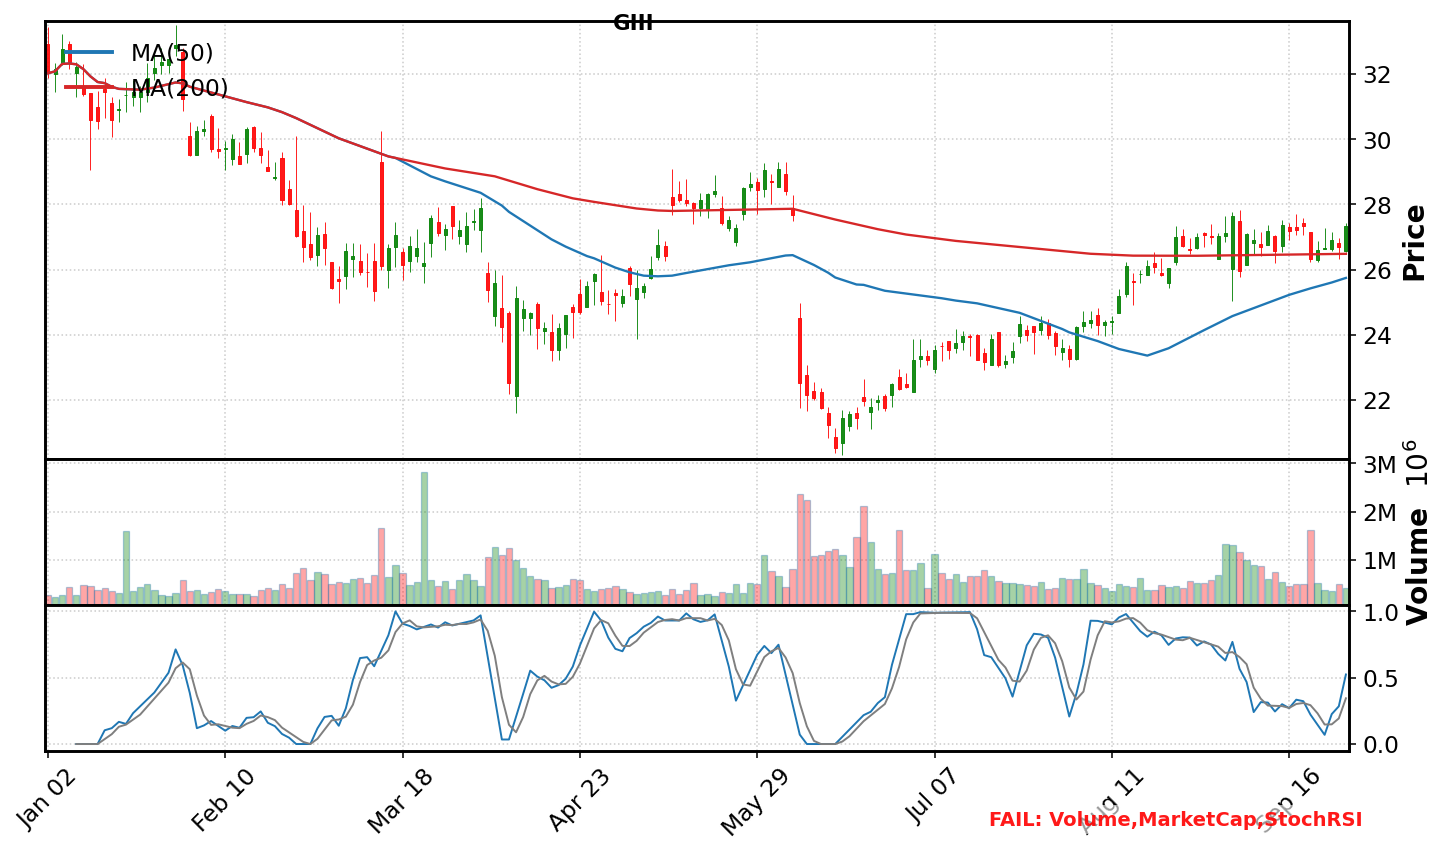 GIII
MA(50)
MA(200)
32
30
28
26
24
22
Price
3M
2M
1M
Volume 10^6
1.0
0.5
0.0
Jan 02
Feb 10
Mar 18
Apr 23
May 29
Jul 07
Aug 11
Sep 16
FAIL: Volume,MarketCap,StochRSI